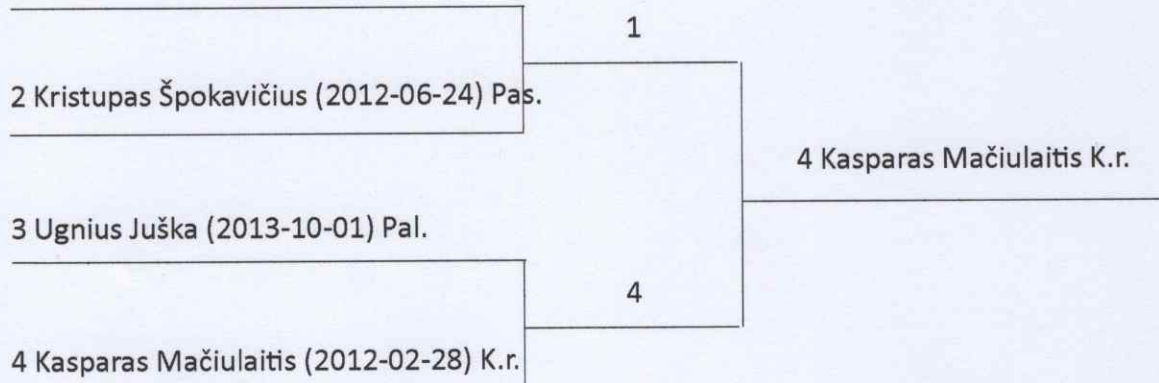 1
2 Kristupas Špokavičius (2012-06-24) Pas.
4 Kasparas Mačiulaitis K.r.
3 Ugnius Juška (2013-10-01) Pal.
4
4 Kasparas Mačiulaitis (2012-02-28) K.r.